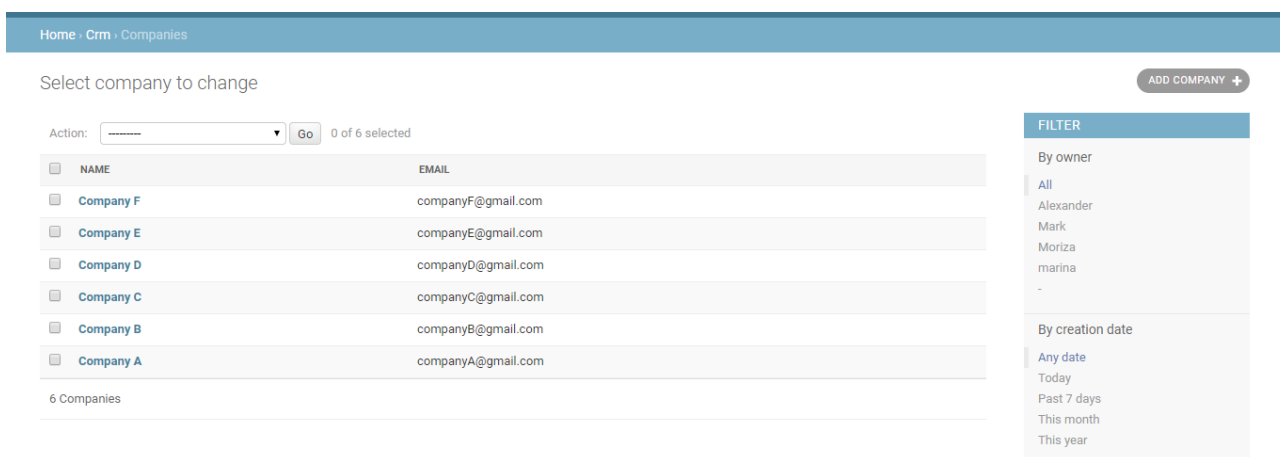 Home › Crm › Companies
Select company to change
ADD COMPANY +
Action: --------- Go 0 of 6 selected
NAME EMAIL
Company F companyF@gmail.com
Company E companyE@gmail.com
Company D companyD@gmail.com
Company C companyC@gmail.com
Company B companyB@gmail.com
Company A companyA@gmail.com
6 Companies
FILTER
By owner
All
Alexander
Mark
Moriza
marina
-
By creation date
Any date
Today
Past 7 days
This month
This year